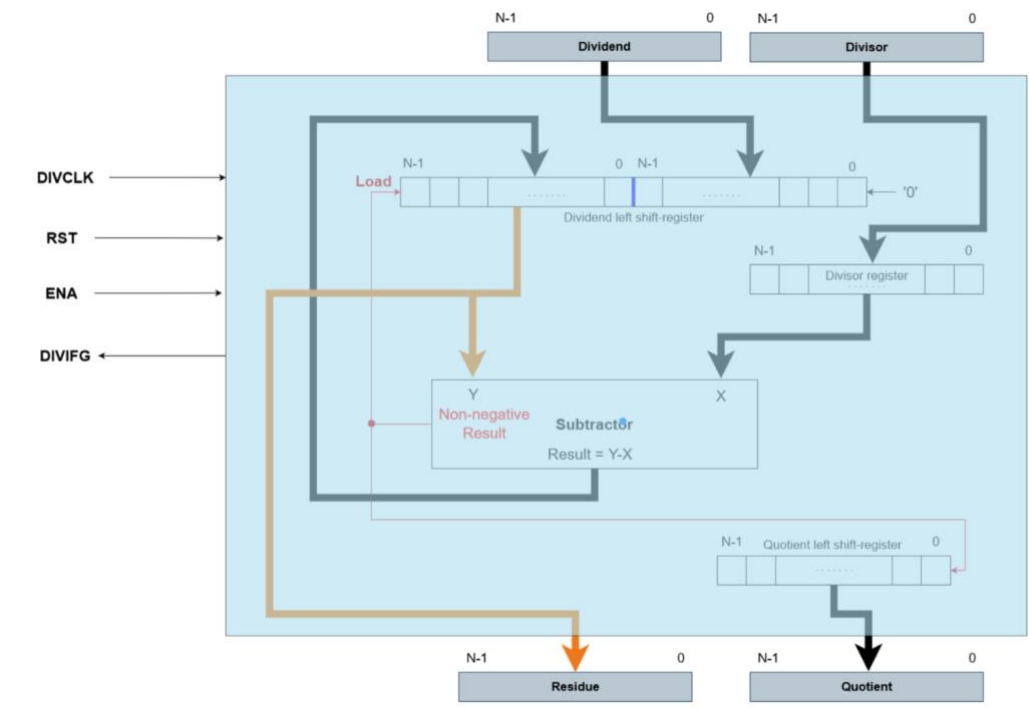 N-1 0 N-1 0
Dividend Divisor
DIVCLK
RST
ENA
DIVIFG
N-1 0 N-1 0
Load
.......
.......
'0'
Dividend left shift-register
N-1 0
Divisor register
.......
Y X
Non-negative
Result
Subtractor
Result = Y-X
N-1 Quotient left shift-register 0
.......
N-1 0 N-1 0
Residue Quotient